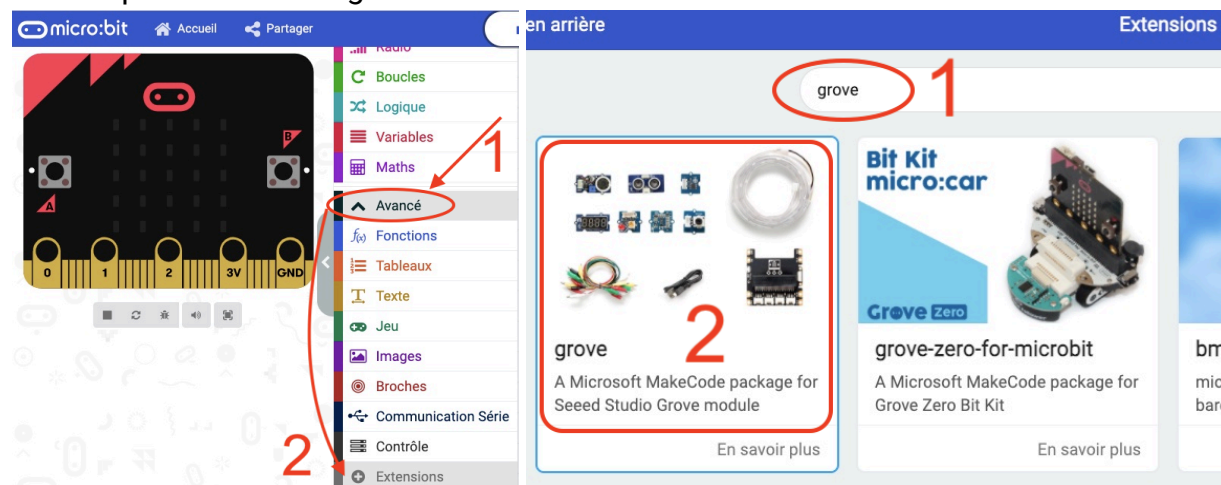 micro:bit Accueil Partager
Radio
Boucles
Logique
Variables
Maths
1
Avancé
Fonctions
Tableaux
Texte
Jeu
Images
Broches
Communication Série
Contrôle
2
Extensions
B
A
0 1 2 3V GND
en arrière Extensions
grove
1
2
grove
A Microsoft MakeCode package for
Seeed Studio Grove module
En savoir plus
Bit Kit
micro:car
Grove Zero
grove-zero-for-microbit
A Microsoft MakeCode package for
Grove Zero Bit Kit
En savoir plus